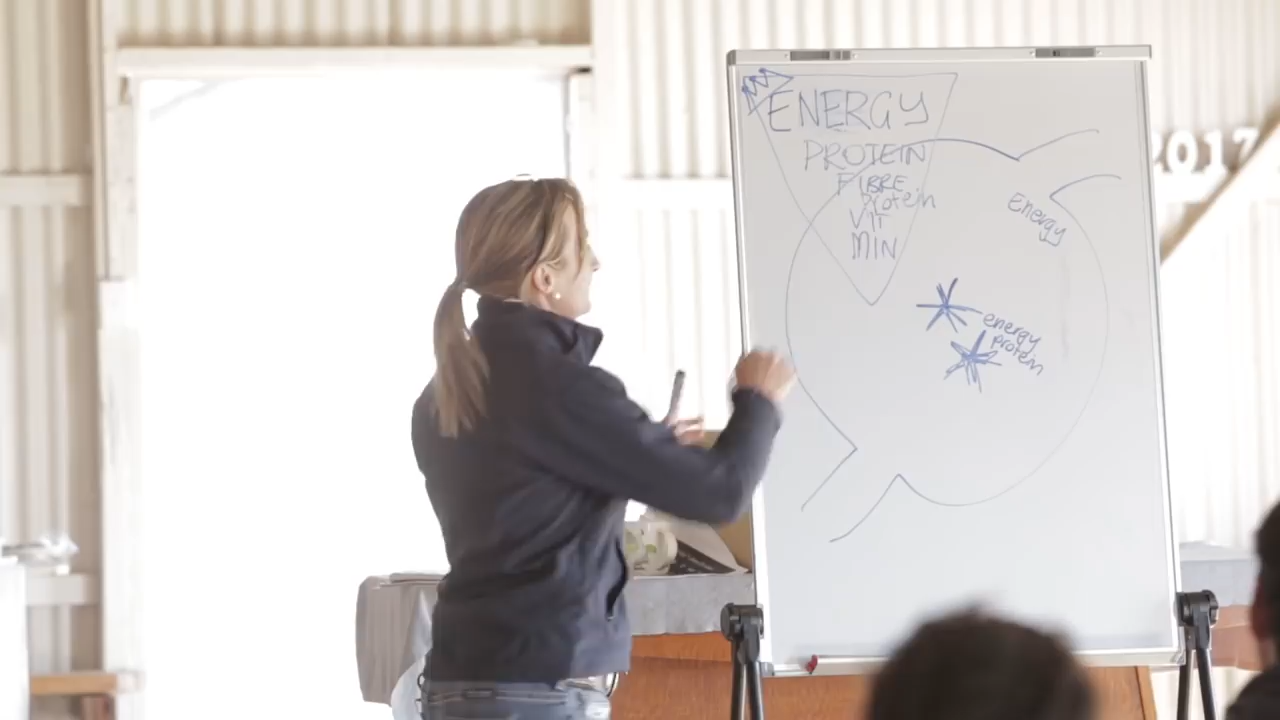 ENERGY
PROTEIN
FIBRE
protein
VIT
MIN
Energy
energy
protein
2017